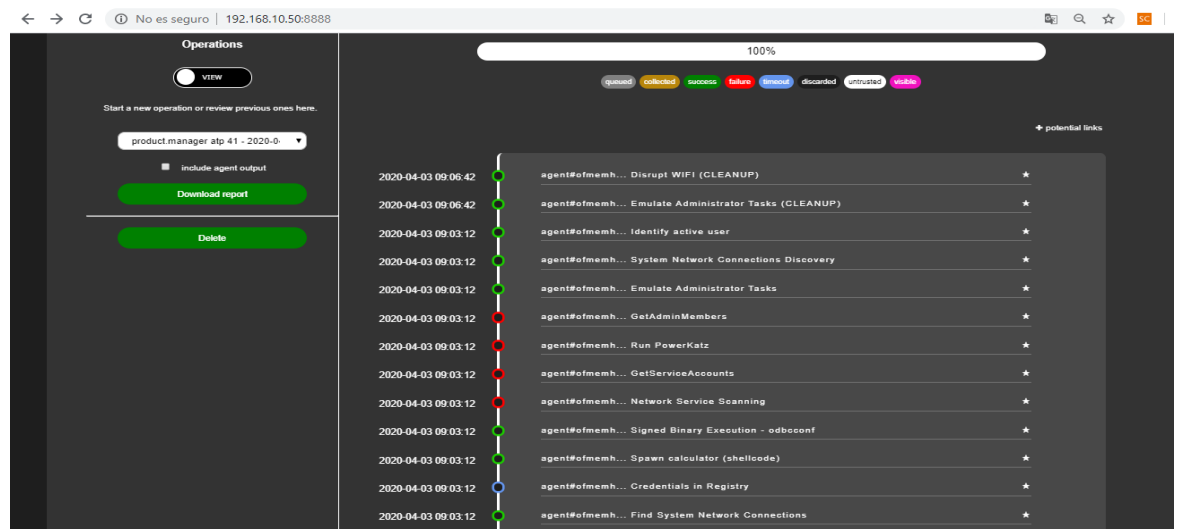 No es seguro | 192.168.10.50:8888
SC
Operations
VIEW
Start a new operation or review previous ones here.
product.manager atp 41 - 2020-0
include agent output
Download report
Delete
100%
queued collected success failure timeout discarded untrusted visible
+ potential links
2020-04-03 09:06:42 agent#ofmemh... Disrupt WIFI (CLEANUP) ★
2020-04-03 09:06:42 agent#ofmemh... Emulate Administrator Tasks (CLEANUP) ★
2020-04-03 09:03:12 agent#ofmemh... Identify active user ★
2020-04-03 09:03:12 agent#ofmemh... System Network Connections Discovery ★
2020-04-03 09:03:12 agent#ofmemh... Emulate Administrator Tasks ★
2020-04-03 09:03:12 agent#ofmemh... GetAdminMembers ★
2020-04-03 09:03:12 agent#ofmemh... Run PowerKatz ★
2020-04-03 09:03:12 agent#ofmemh... GetServiceAccounts ★
2020-04-03 09:03:12 agent#ofmemh... Network Service Scanning ★
2020-04-03 09:03:12 agent#ofmemh... Signed Binary Execution - odbcconf ★
2020-04-03 09:03:12 agent#ofmemh... Spawn calculator (shellcode) ★
2020-04-03 09:03:12 agent#ofmemh... Credentials in Registry ★
2020-04-03 09:03:12 agent#ofmemh... Find System Network Connections ★